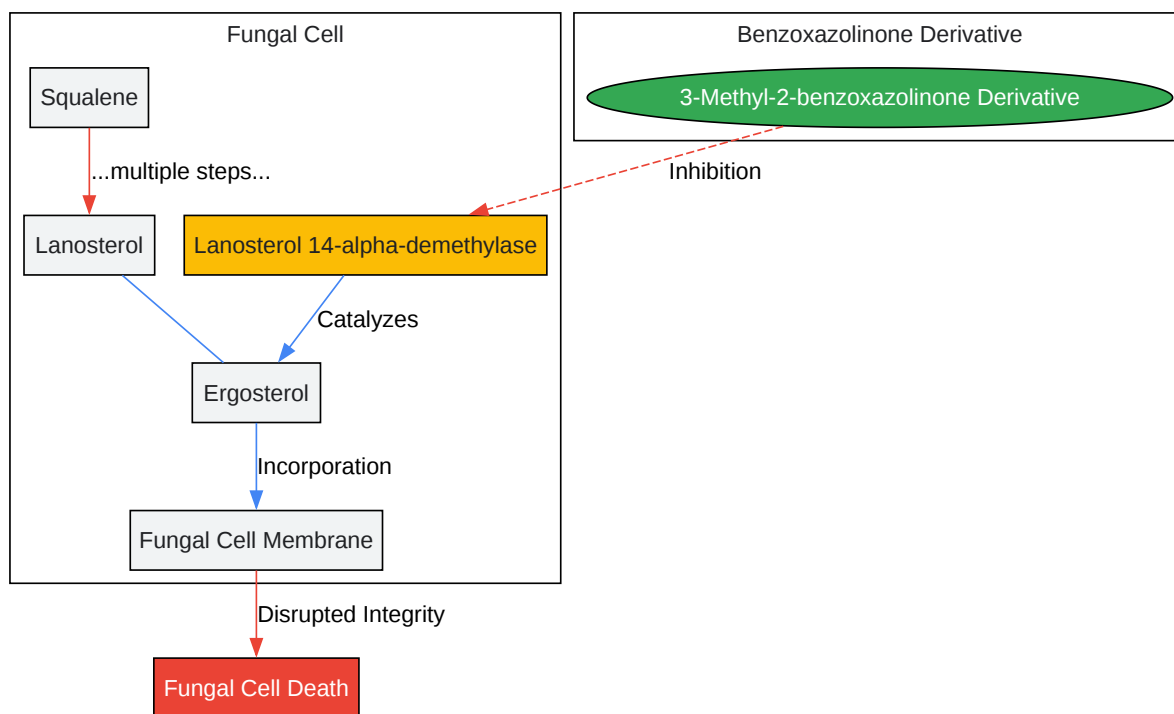 Fungal Cell
Benzoxazolinone Derivative
Squalene
3-Methyl-2-benzoxazolinone Derivative
...multiple steps...
Inhibition
Lanosterol
Lanosterol 14-alpha-demethylase
Catalyzes
Ergosterol
Incorporation
Fungal Cell Membrane
Disrupted Integrity
Fungal Cell Death